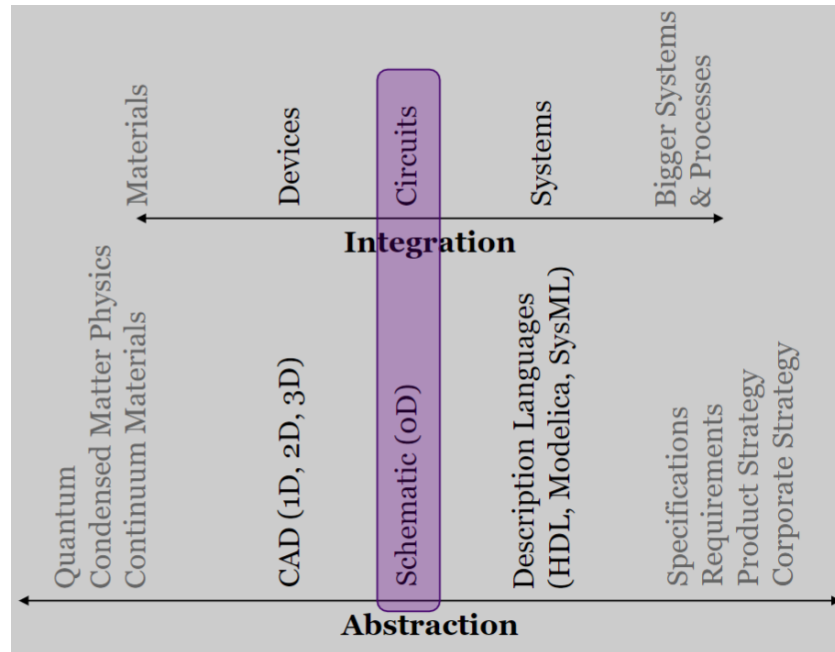 Materials
Devices
Circuits
Systems
Bigger Systems
& Processes
Integration
Quantum
Condensed Matter Physics
Continuum Materials
CAD (1D, 2D, 3D)
Schematic (0D)
Description Languages
(HDL, Modelica, SysML)
Specifications
Requirements
Product Strategy
Corporate Strategy
Abstraction